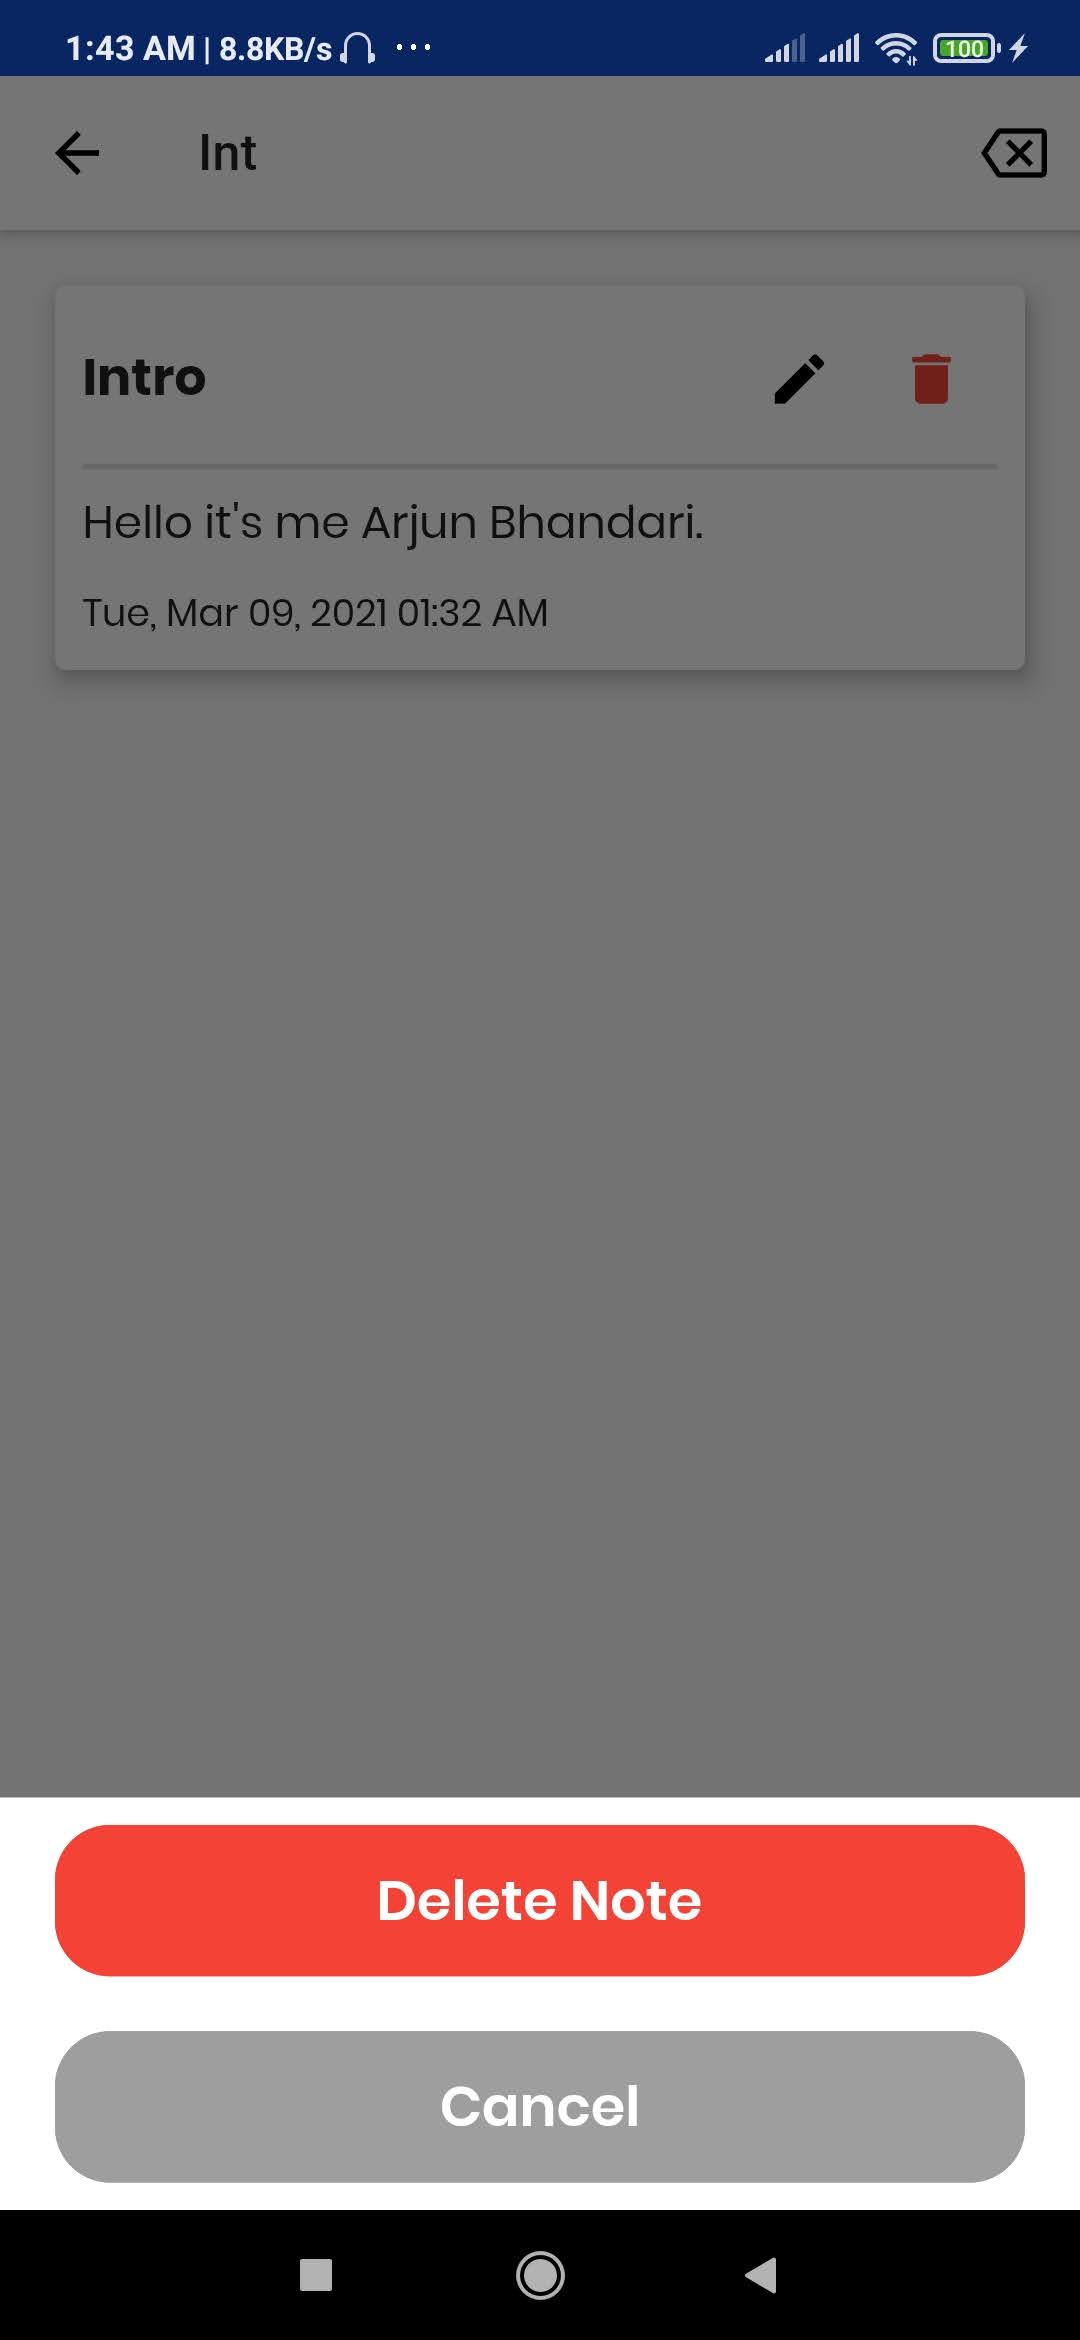 1:43 AM | 8.8KB/s ... 100
Int
Intro
Hello it's me Arjun Bhandari.
Tue, Mar 09, 2021 01:32 AM
Delete Note
Cancel